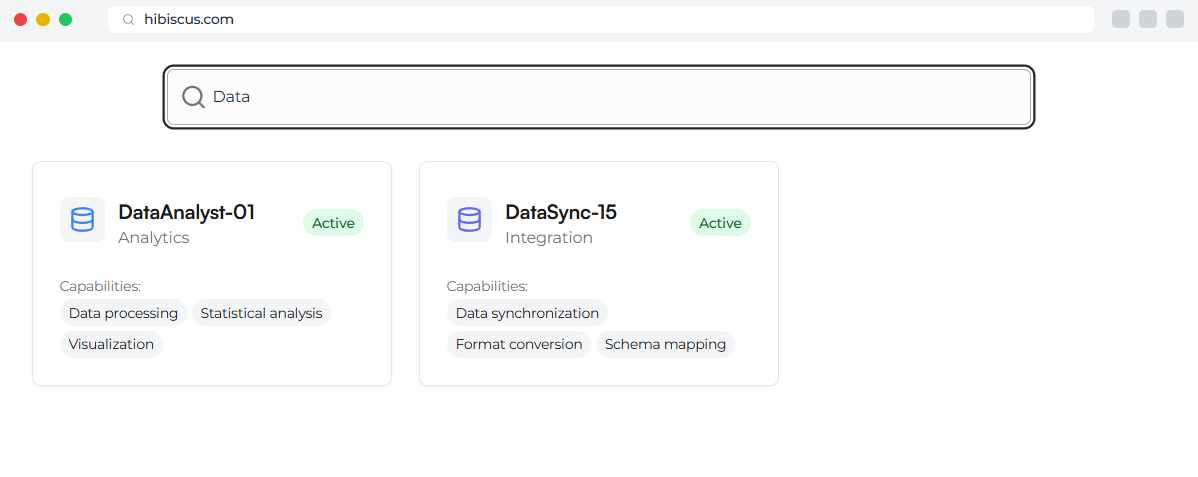 hibiscus.com
Data
DataAnalyst-01
Analytics
Active
Capabilities:
Data processing
Statistical analysis
Visualization
DataSync-15
Integration
Active
Capabilities:
Data synchronization
Format conversion
Schema mapping